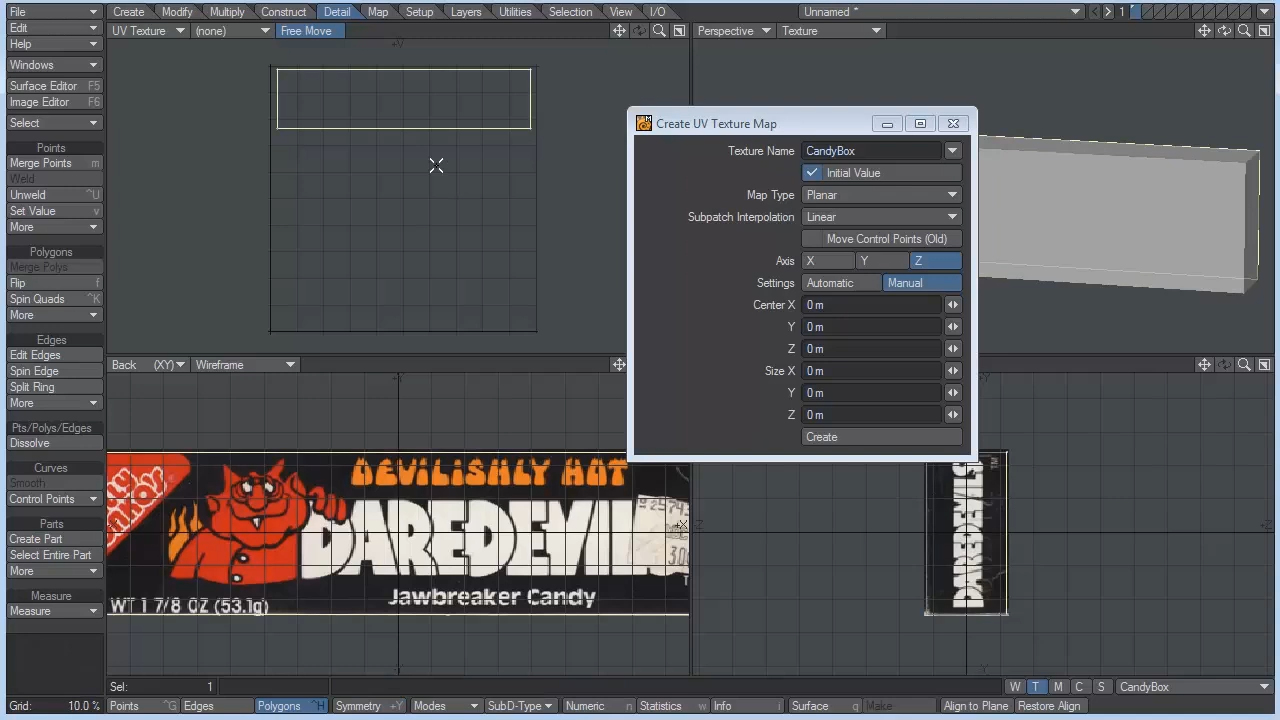 File
Edit
Help
Windows
Surface Editor F5
Image Editor F6
Select
Points
Merge Points m
Weld
Unweld ^U
Set Value v
More
Polygons
Merge Polys
Flip f
Spin Quads ^K
More
Edges
Edit Edges
Spin Edge
Split Ring
More
Pts/Polys/Edges
Dissolve
Curves
Smooth
Control Points
Parts
Create Part
Select Entire Part
More
Measure
Measure
Create Modify Multiply Construct Detail Map Setup Layers Utilities Selection View I/O Unnamed * 1
UV Texture (none) Free Move
+V
Perspective Texture
Create UV Texture Map
Texture Name CandyBox
Initial Value
Map Type Planar
Subpatch Interpolation Linear
Move Control Points (Old)
Axis X Y Z
Settings Automatic Manual
Center X 0 m
Y 0 m
Z 0 m
Size X 0 m
Y 0 m
Z 0 m
Create
Back (XY) Wireframe
DEVILISHLY HOT
DAREDEVIL
Jawbreaker Candy
WT 1 7/8 OZ (53.1g)
DAREDEVILS
Sel: 1
W T M C S CandyBox
Grid: 10.0 % Points ^G Edges Polygons ^H Symmetry +Y Modes SubD-Type Numeric n Statistics w Info i Surface q Make Align to Plane Restore Align